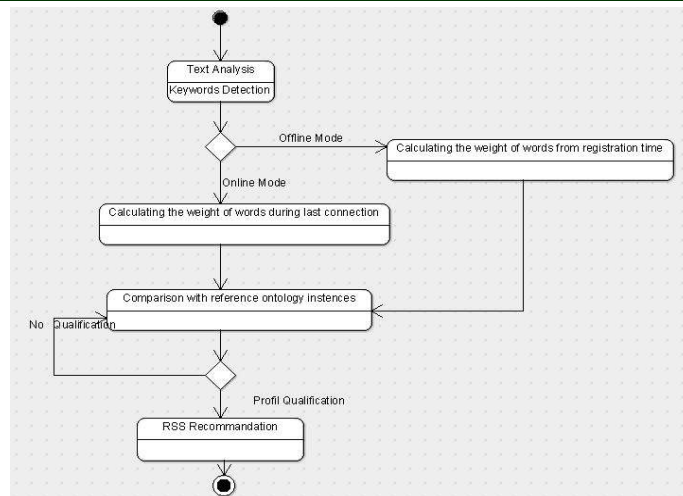 Text Analysis
Keywords Detection
Offline Mode
Calculating the weight of words from registration time
Online Mode
Calculating the weight of words during last connection
Comparison with reference ontology instences
No Qualification
Profil Qualification
RSS Recommandation